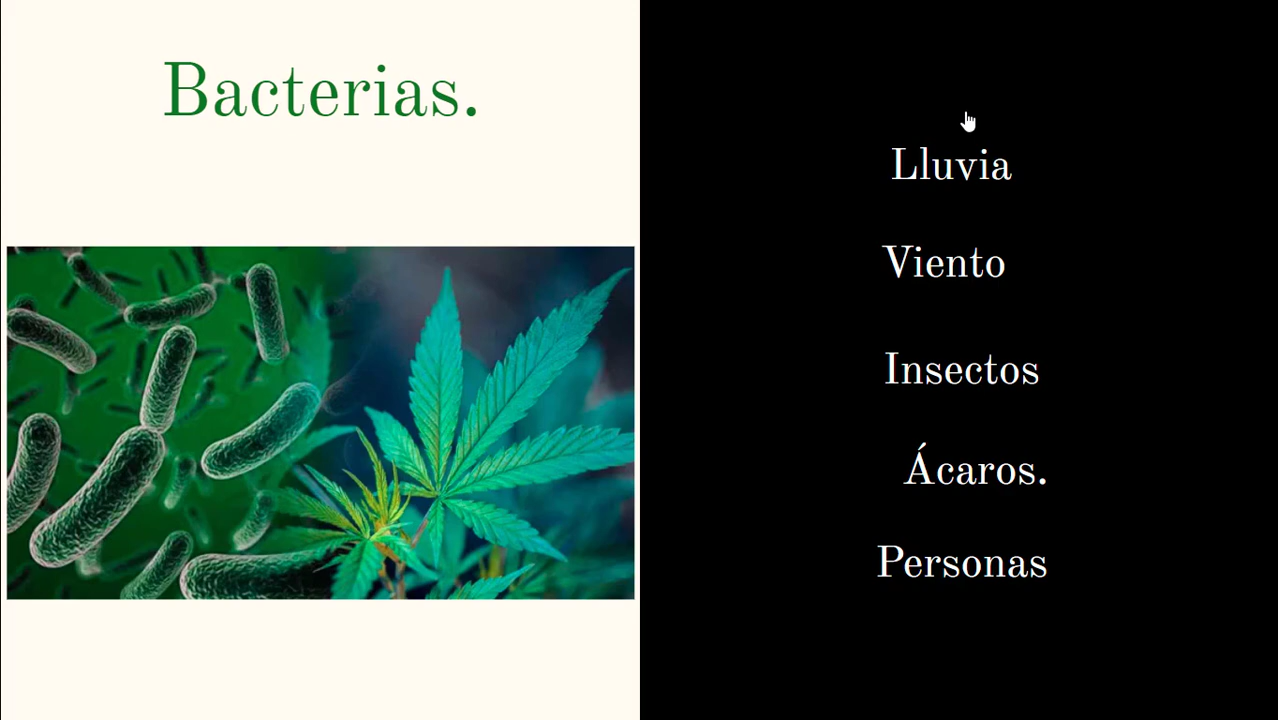 Bacterias.
Lluvia
Viento
Insectos
Ácaros.
Personas